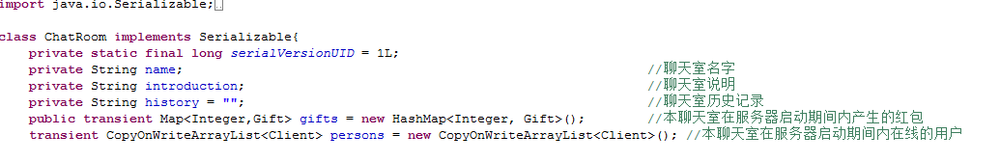 import java.io.Serializable;
class ChatRoom implements Serializable{
private static final long serialVersionUID = 1L;
private String name; //聊天室名字
private String introduction; //聊天室说明
private String history = ""; //聊天室历史记录
public transient Map<Integer,Gift> gifts = new HashMap<Integer, Gift>(); //本聊天室在服务器启动期间内产生的红包
transient CopyOnWriteArrayList<Client> persons = new CopyOnWriteArrayList<Client>(); //本聊天室在服务器启动期间内在线的用户